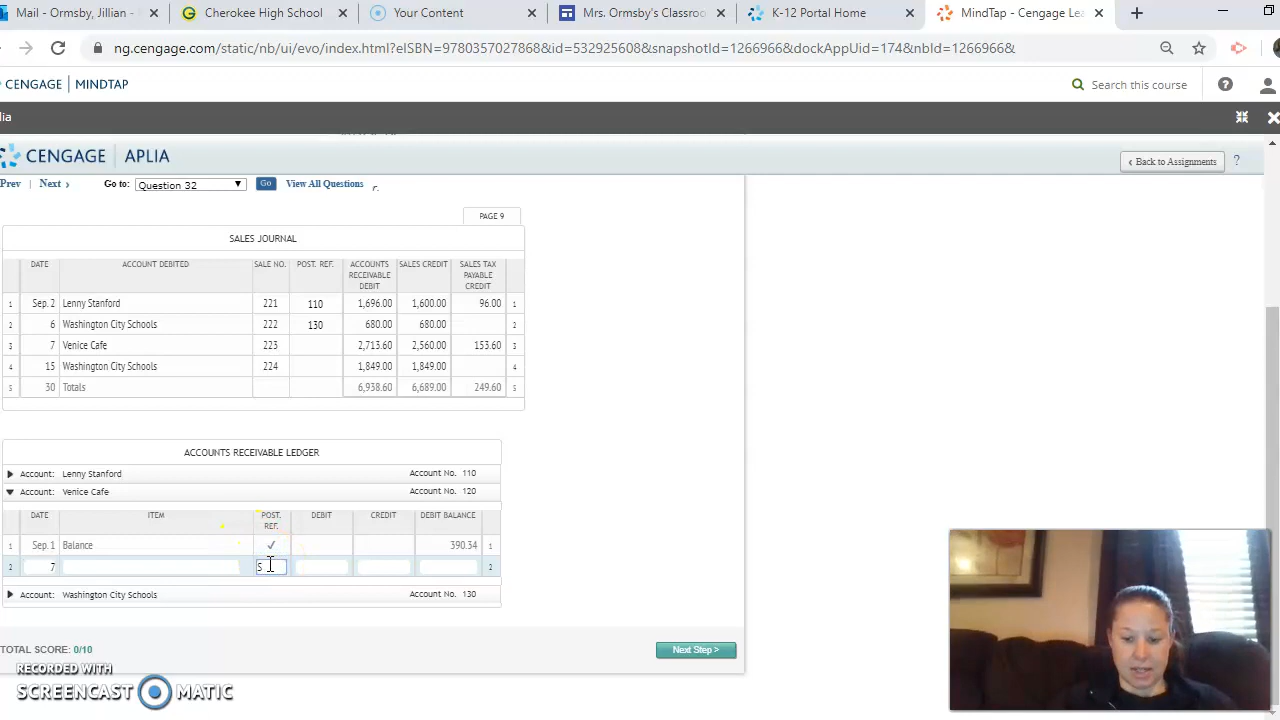 Mail - Ormsby, Jillian - × Cherokee High School × Your Content × Mrs. Ormsby's Classroo × K-12 Portal Home × MindTap - Cengage Lea × +
ng.cengage.com/static/nb/ui/evo/index.html?eISBN=9780357027868&id=532925608&snapshotId=1266966&dockAppUid=174&nbId=1266966&
CENGAGE | MINDTAP Search this course ?
lia
CENGAGE | APLIA ‹ Back to Assignments ?
Prev | Next › Go to: Question 32 Go View All Questions
PAGE 9
SALES JOURNAL
DATE ACCOUNT DEBITED SALE NO. POST. REF. ACCOUNTS RECEIVABLE DEBIT SALES CREDIT SALES TAX PAYABLE CREDIT
1 Sep. 2 Lenny Stanford 221 110 1,696.00 1,600.00 96.00 1
2 6 Washington City Schools 222 130 680.00 680.00 2
3 7 Venice Cafe 223 2,713.60 2,560.00 153.60 3
4 15 Washington City Schools 224 1,849.00 1,849.00 4
5 30 Totals 6,938.60 6,689.00 249.60 5
ACCOUNTS RECEIVABLE LEDGER
Account: Lenny Stanford Account No. 110
Account: Venice Cafe Account No. 120
DATE ITEM POST. REF. DEBIT CREDIT DEBIT BALANCE
1 Sep. 1 Balance ✓ 390.34 1
2 7 S 2
Account: Washington City Schools Account No. 130
TOTAL SCORE: 0/10 Next Step >
RECORDED WITH
SCREENCAST MATIC